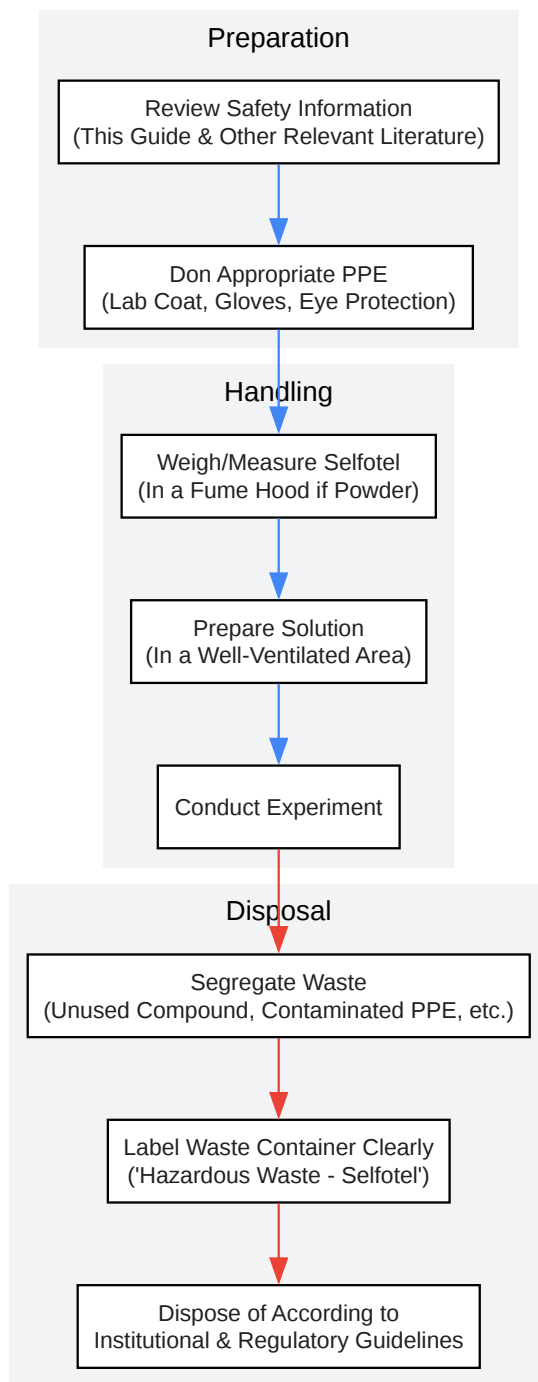 Preparation
Review Safety Information
(This Guide & Other Relevant Literature)
Don Appropriate PPE
(Lab Coat, Gloves, Eye Protection)
Handling
Weigh/Measure Selfotel
(In a Fume Hood if Powder)
Prepare Solution
(In a Well-Ventilated Area)
Conduct Experiment
Disposal
Segregate Waste
(Unused Compound, Contaminated PPE, etc.)
Label Waste Container Clearly
('Hazardous Waste - Selfotel')
Dispose of According to
Institutional & Regulatory Guidelines